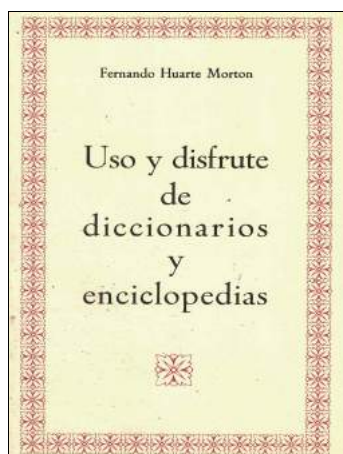 Fernando Huarte Morton
Uso y disfrute
de
diccionarios
y
enciclopedias